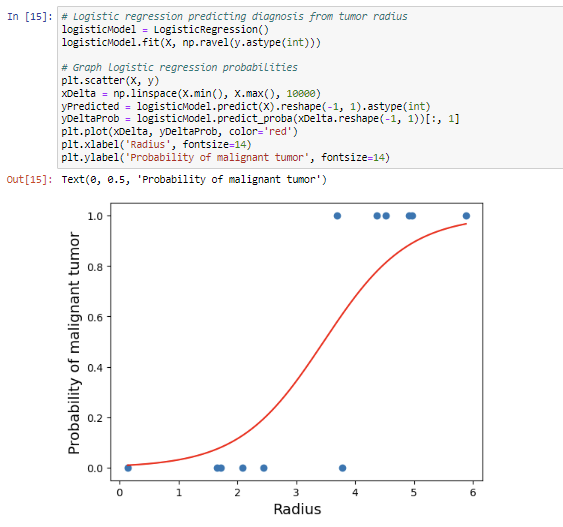 In [15]: # Logistic regression predicting diagnosis from tumor radius
logisticModel = LogisticRegression()
logisticModel.fit(X, np.ravel(y.astype(int)))
# Graph logistic regression probabilities
plt.scatter(X, y)
xDelta = np.linspace(X.min(), X.max(), 10000)
yPredicted = logisticModel.predict(X).reshape(-1, 1).astype(int)
yDeltaProb = logisticModel.predict_proba(xDelta.reshape(-1, 1))[:, 1]
plt.plot(xDelta, yDeltaProb, color='red')
plt.xlabel('Radius', fontsize=14)
plt.ylabel('Probability of malignant tumor', fontsize=14)
Out[15]: Text(0, 0.5, 'Probability of malignant tumor')
Probability of malignant tumor
1.0
0.8
0.6
0.4
0.2
0.0
0 1 2 3 4 5 6
Radius